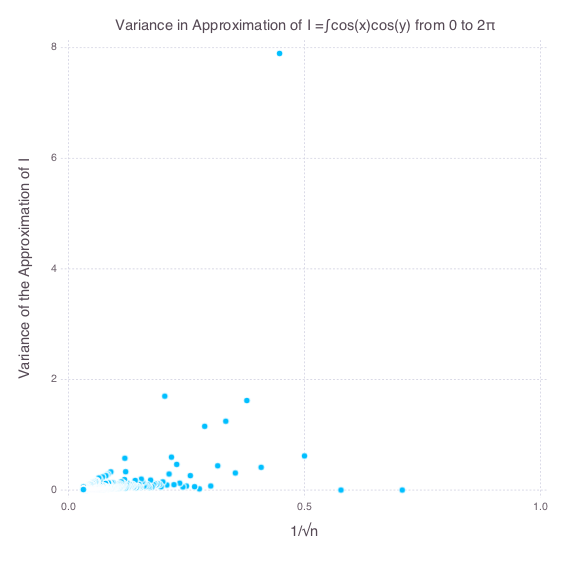 Variance in Approximation of I =∫cos(x)cos(y) from 0 to 2π
8
6
4
2
0
Variance of the Approximation of I
0.0 0.5 1.0
1/√n